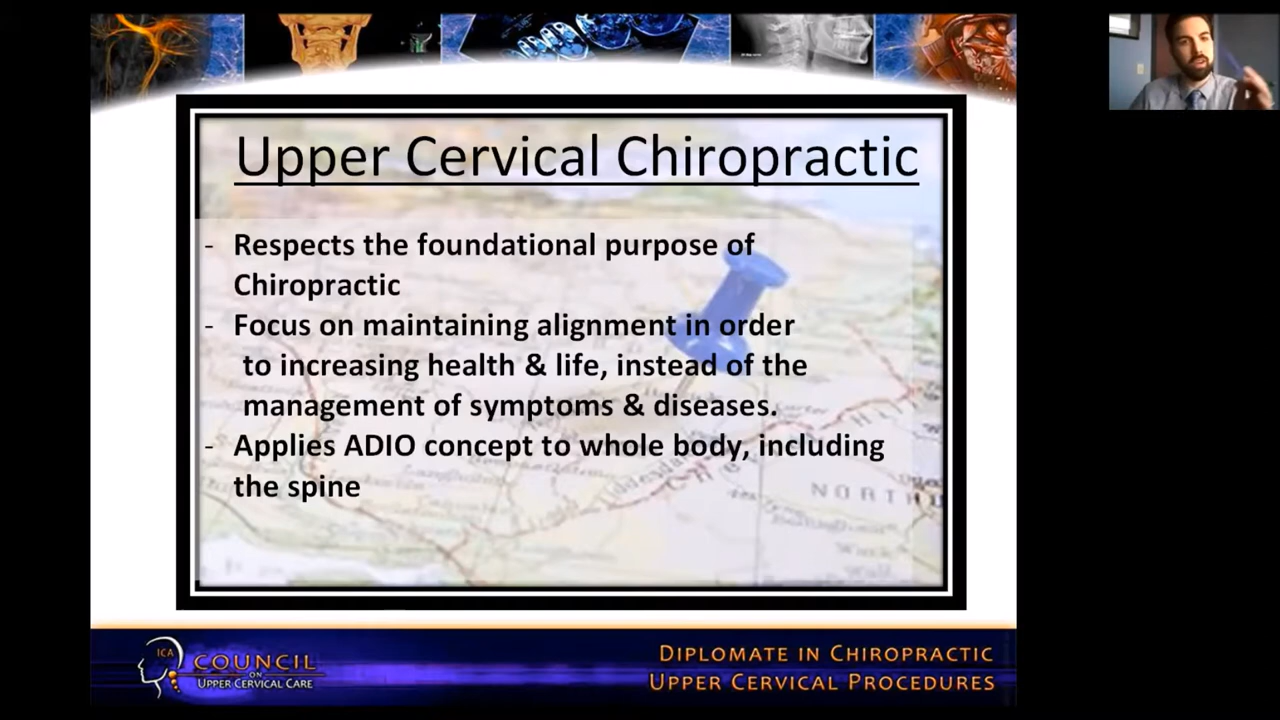 Upper Cervical Chiropractic
- Respects the foundational purpose of
Chiropractic
- Focus on maintaining alignment in order
to increasing health & life, instead of the
management of symptoms & diseases.
- Applies ADIO concept to whole body, including
the spine
NORTH
ICA
COUNCIL
ON
UPPER CERVICAL CARE
DIPLOMATE IN CHIROPRACTIC
UPPER CERVICAL PROCEDURES